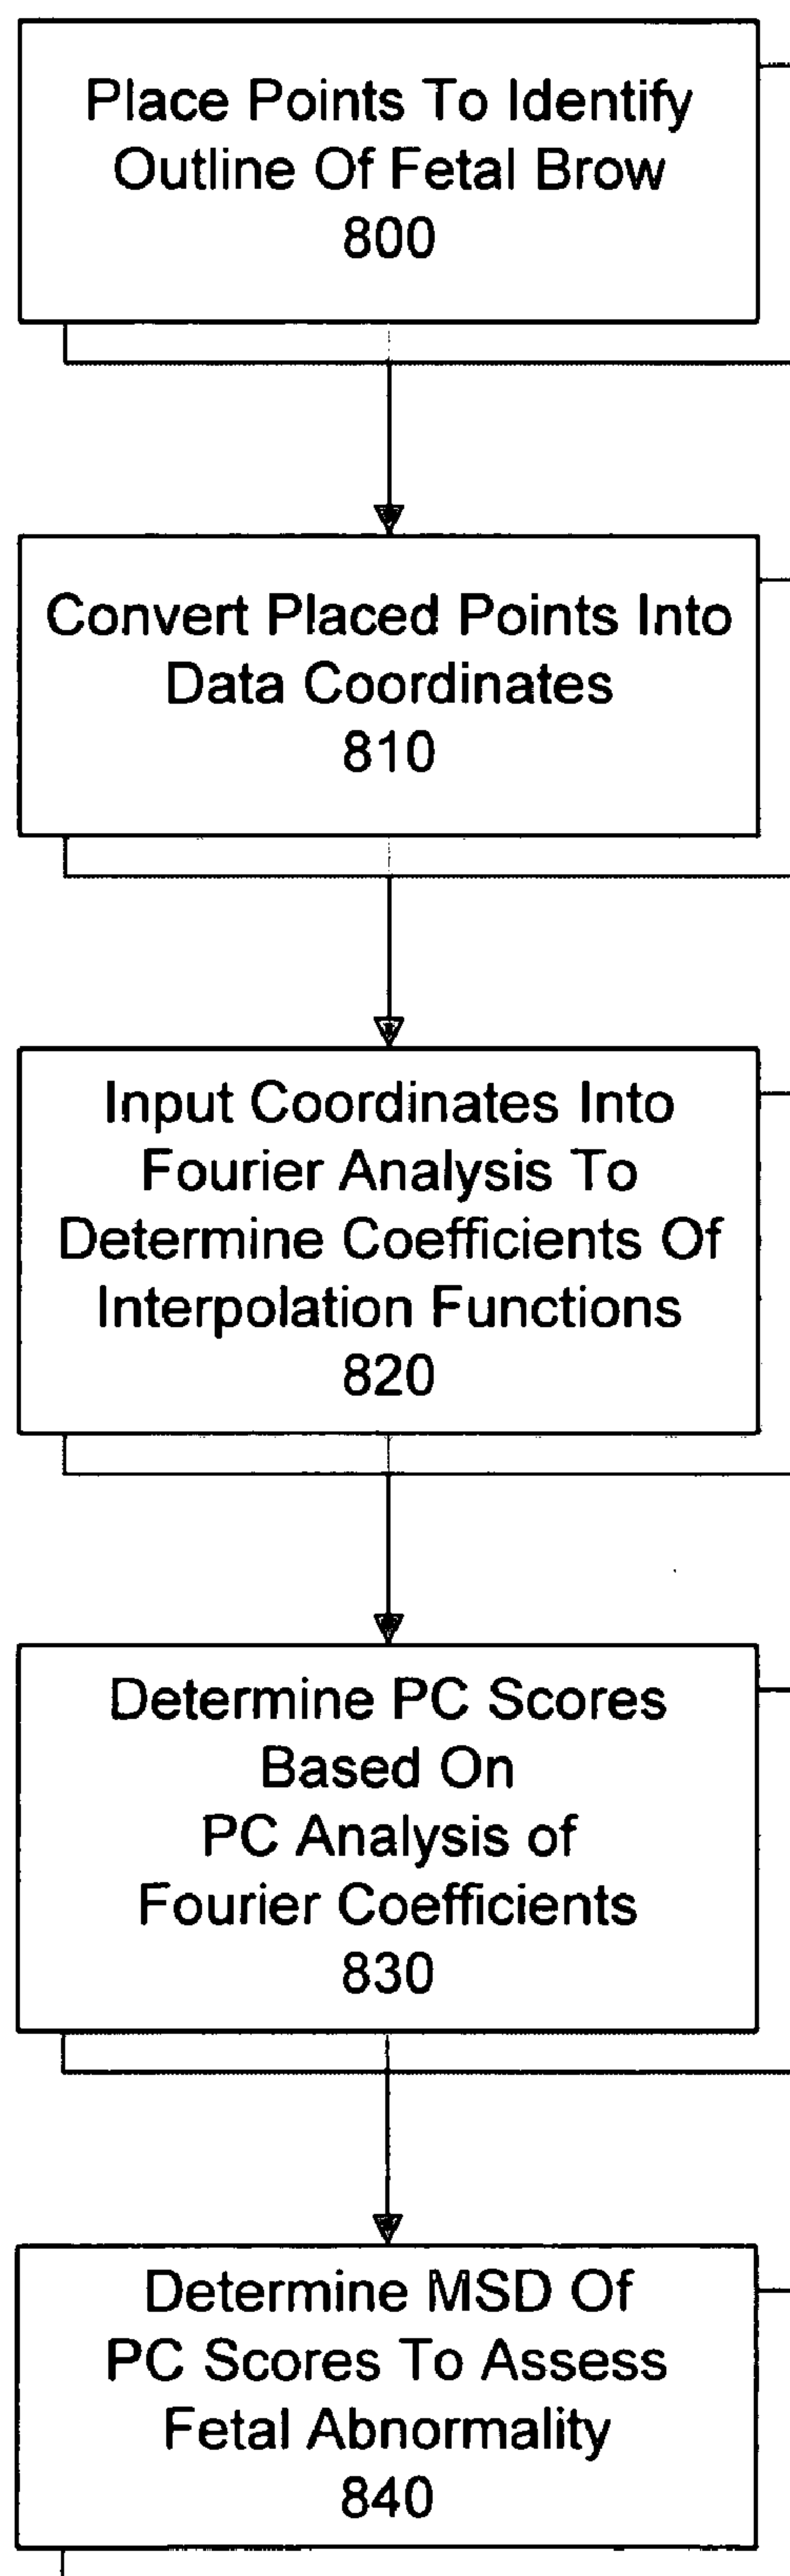 Place Points To Identify
Outline Of Fetal Brow
800
Convert Placed Points Into
Data Coordinates
810
Input Coordinates Into
Fourier Analysis To
Determine Coefficients Of
Interpolation Functions
820
Determine PC Scores
Based On
PC Analysis of
Fourier Coefficients
830
Determine MSD Of
PC Scores To Assess
Fetal Abnormality
840